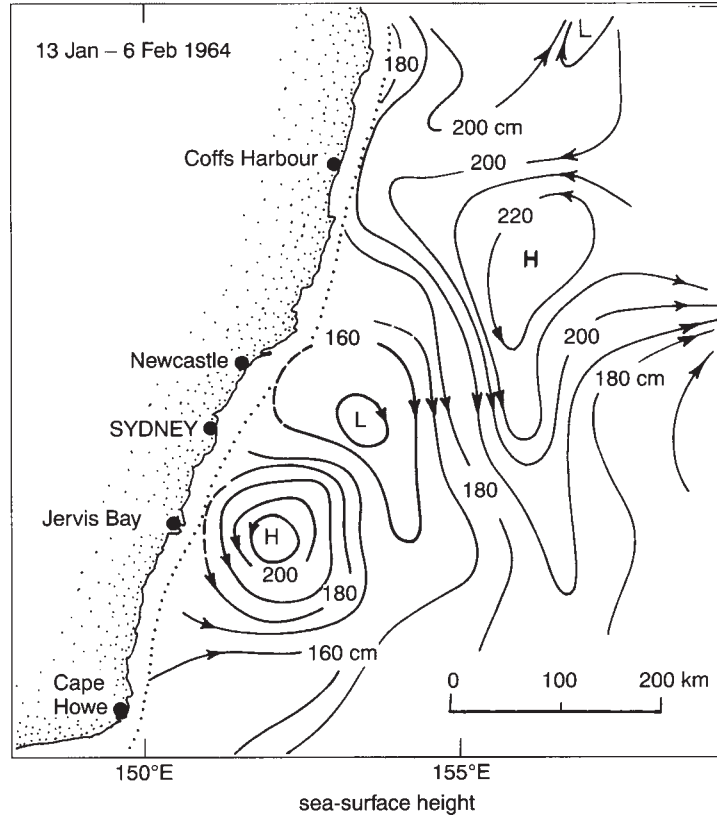 13 Jan – 6 Feb 1964
L
180
200 cm
Coffs Harbour
200
220
H
160
200
Newcastle
180 cm
SYDNEY
L
180
Jervis Bay
H
200
180
160 cm
Cape
Howe
0 100 200 km
150°E 155°E
sea-surface height